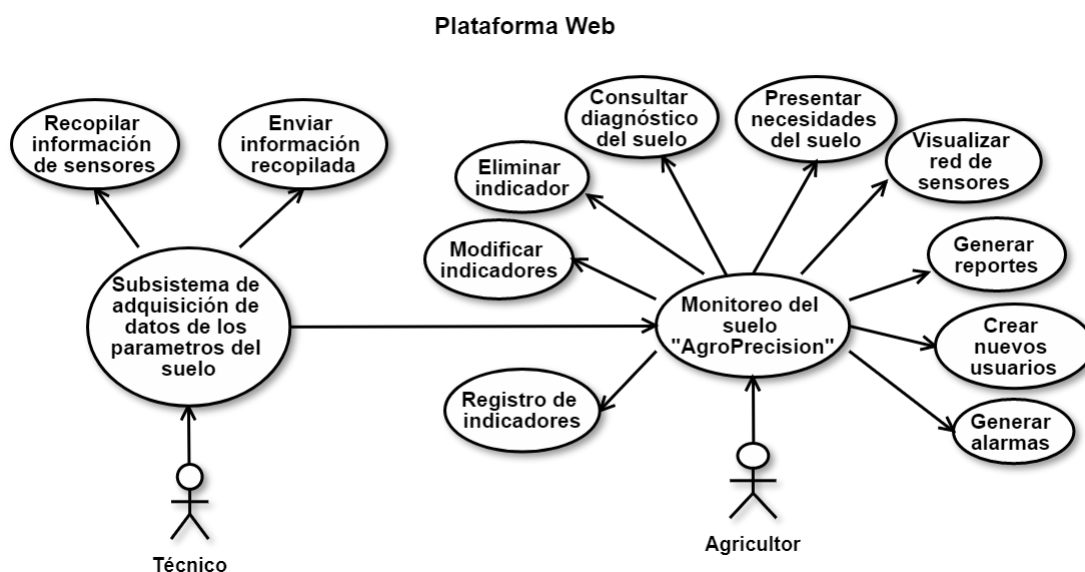 Plataforma Web
Recopilar
información
de sensores
Enviar
información
recopilada
Consultar
diagnóstico
del suelo
Presentar
necesidades
del suelo
Visualizar
red de
sensores
Eliminar
indicador
Modificar
indicadores
Generar
reportes
Subsistema de
adquisición de
datos de los
parametros del
suelo
Monitoreo del
suelo
"AgroPrecision"
Crear
nuevos
usuarios
Registro de
indicadores
Generar
alarmas
Técnico
Agricultor